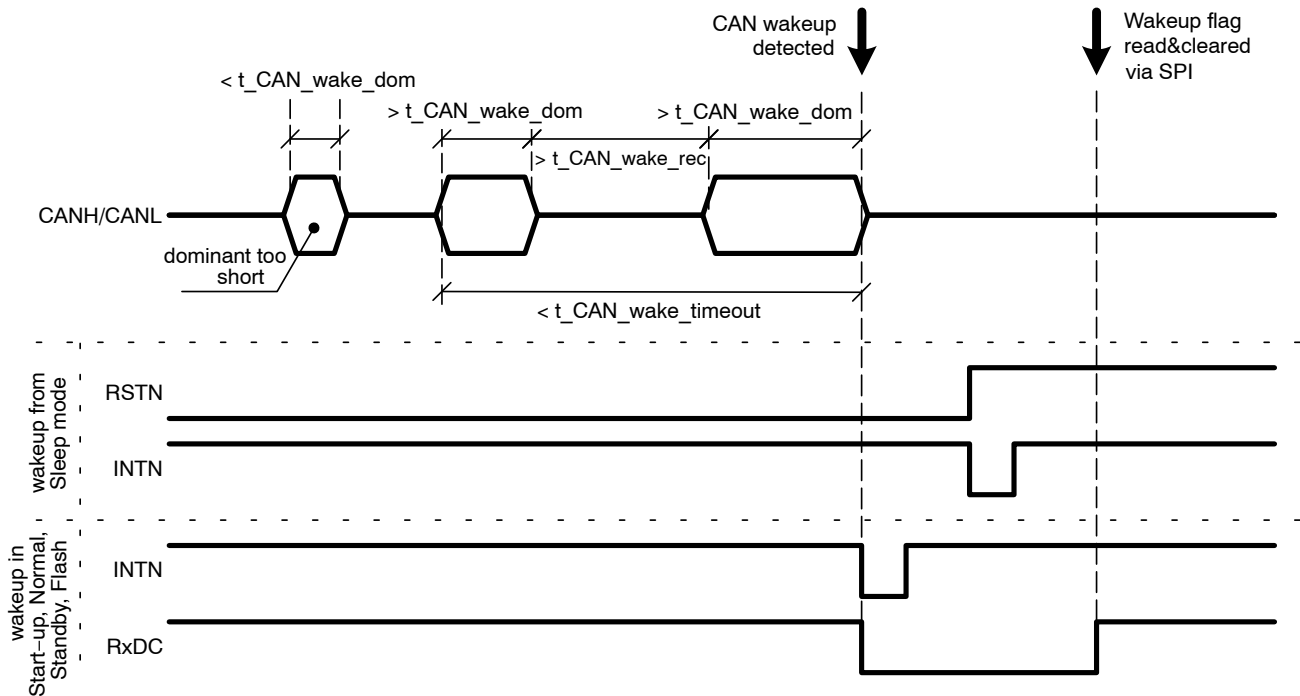 CAN wakeup
detected
Wakeup flag
read&cleared
via SPI
< t_CAN_wake_dom
> t_CAN_wake_dom
> t_CAN_wake_dom
> t_CAN_wake_rec
CANH/CANL
dominant too
short
< t_CAN_wake_timeout
wakeup from
Sleep mode
RSTN
INTN
wakeup in
Start−up, Normal,
Standby, Flash
INTN
RxDC